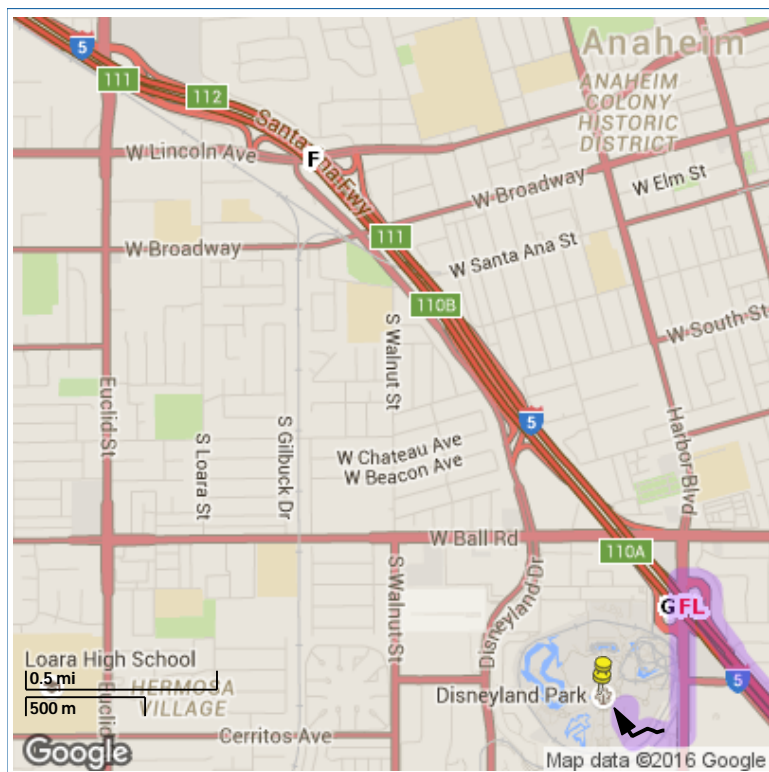 Anaheim
5
111
112
ANAHEIM
COLONY
HISTORIC
DISTRICT
Santa Ana Fwy
W Lincoln Ave
F
W Elm St
W Broadway
111
W Broadway
W Santa Ana St
110B
S Walnut St
W South St
Euclid St
S Loara St
S Gilbuck Dr
5
Harbor Blvd
W Chateau Ave
W Beacon Ave
W Ball Rd
110A
S Walnut St
Disneyland Dr
G FL
Loara High School
0.5 mi
HERMOSA
VILLAGE
500 m
Euclid
Disneyland Park
5
Cerritos Ave
Google
Map data ©2016 Google